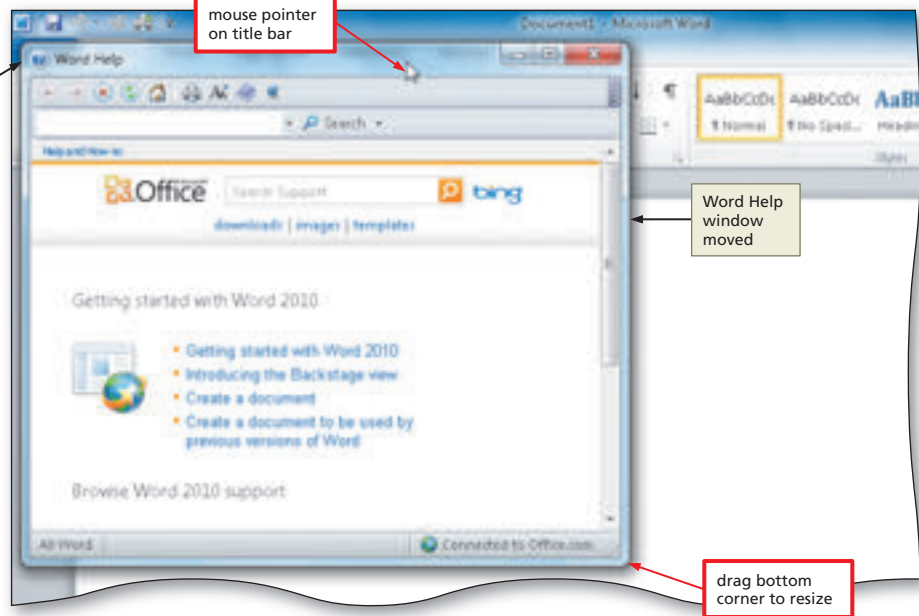 mouse pointer
on title bar
Document1 - Microsoft Word
Word Help
Search
AaBbCcDc AaBbCcDc AaBb
¶ Normal ¶ No Spaci... Heading
Styles
Help and How-to
Office Search Support bing
downloads | images | templates
Word Help
window
moved
Getting started with Word 2010
Getting started with Word 2010
Introducing the Backstage view
Create a document
Create a document to be used by
previous versions of Word
Browse Word 2010 support
All Word Connected to Office.com
drag bottom
corner to resize